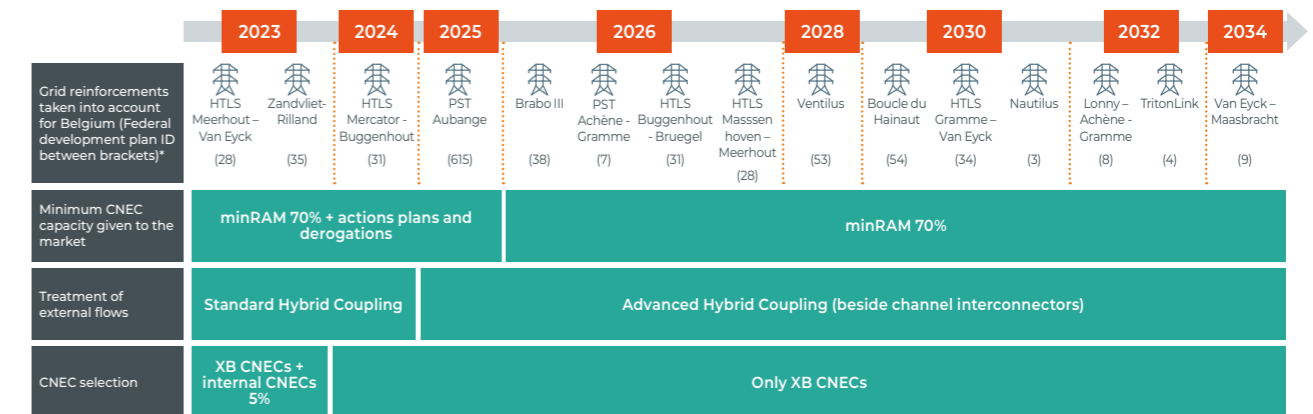 2023
2024
2025
2026
2028
2030
2032
2034
Grid reinforcements
taken into account
for Belgium (Federal
development plan ID
between brackets)*
HTLS
Meerhout –
Van Eyck
(28)
Zandvliet-
Rilland
(35)
HTLS
Mercator -
Buggenhout
(31)
PST
Aubange
(615)
Brabo III
(38)
PST
Achène -
Gramme
(7)
HTLS
Buggenhout
- Bruegel
(31)
HTLS
Masssen
hoven –
Meerhout
(28)
Ventilus
(53)
Boucle du
Hainaut
(54)
HTLS
Gramme –
Van Eyck
(34)
Nautilus
(3)
Lonny –
Achène -
Gramme
(8)
TritonLink
(4)
Van Eyck –
Maasbracht
(9)
Minimum CNEC
capacity given to the
market
minRAM 70% + actions plans and
derogations
minRAM 70%
Treatment of
external flows
Standard Hybrid Coupling
Advanced Hybrid Coupling (beside channel interconnectors)
CNEC selection
XB CNECs +
internal CNECs
5%
Only XB CNECs